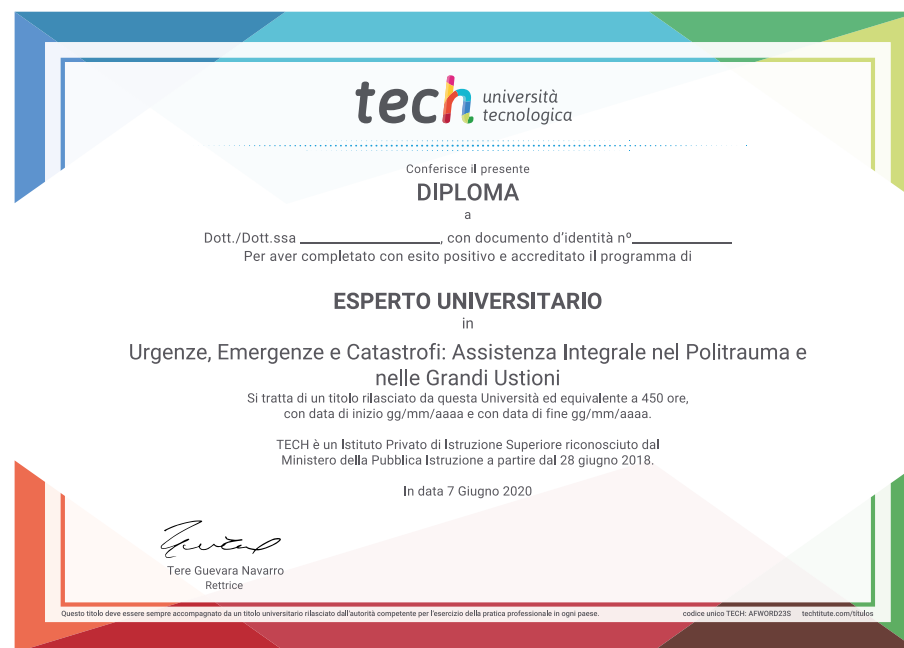 tech università
tecnologica
Conferisce il presente
DIPLOMA
a
Dott./Dott.ssa ________________, con documento d'identità nº____________
Per aver completato con esito positivo e accreditato il programma di
ESPERTO UNIVERSITARIO
in
Urgenze, Emergenze e Catastrofi: Assistenza Integrale nel Politrauma e
nelle Grandi Ustioni
Si tratta di un titolo rilasciato da questa Università ed equivalente a 450 ore,
con data di inizio gg/mm/aaaa e con data di fine gg/mm/aaaa.
TECH è un Istituto Privato di Istruzione Superiore riconosciuto dal
Ministero della Pubblica Istruzione a partire dal 28 giugno 2018.
In data 7 Giugno 2020
Tere Guevara Navarro
Rettrice
Questo titolo deve essere sempre accompagnato da un titolo universitario rilasciato dall'autorità competente per l'esercizio della pratica professionale in ogni paese. codice unico TECH: AFWORD23S techtitute.com/titulos